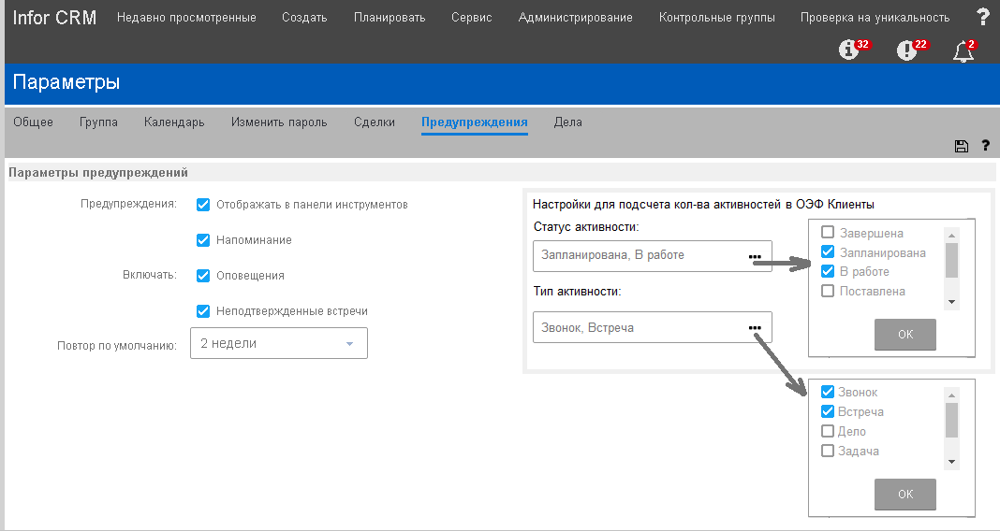 Infor CRM Недавно просмотренные Создать Планировать Сервис Администрирование Контрольные группы Проверка на уникальность ?
32 22 2
Параметры
Общее Группа Календарь Изменить пароль Сделки Предупреждения Дела
?
Параметры предупреждений
Предупреждения: Отображать в панели инструментов
Напоминание
Включать: Оповещения
Неподтвержденные встречи
Повтор по умолчанию: 2 недели
Настройки для подсчета кол-ва активностей в ОЭФ Клиенты
Статус активности:
Запланирована, В работе ...
Тип активности:
Звонок, Встреча ...
Завершена
Запланирована
В работе
Поставлена
OK
Звонок
Встреча
Дело
Задача
OK